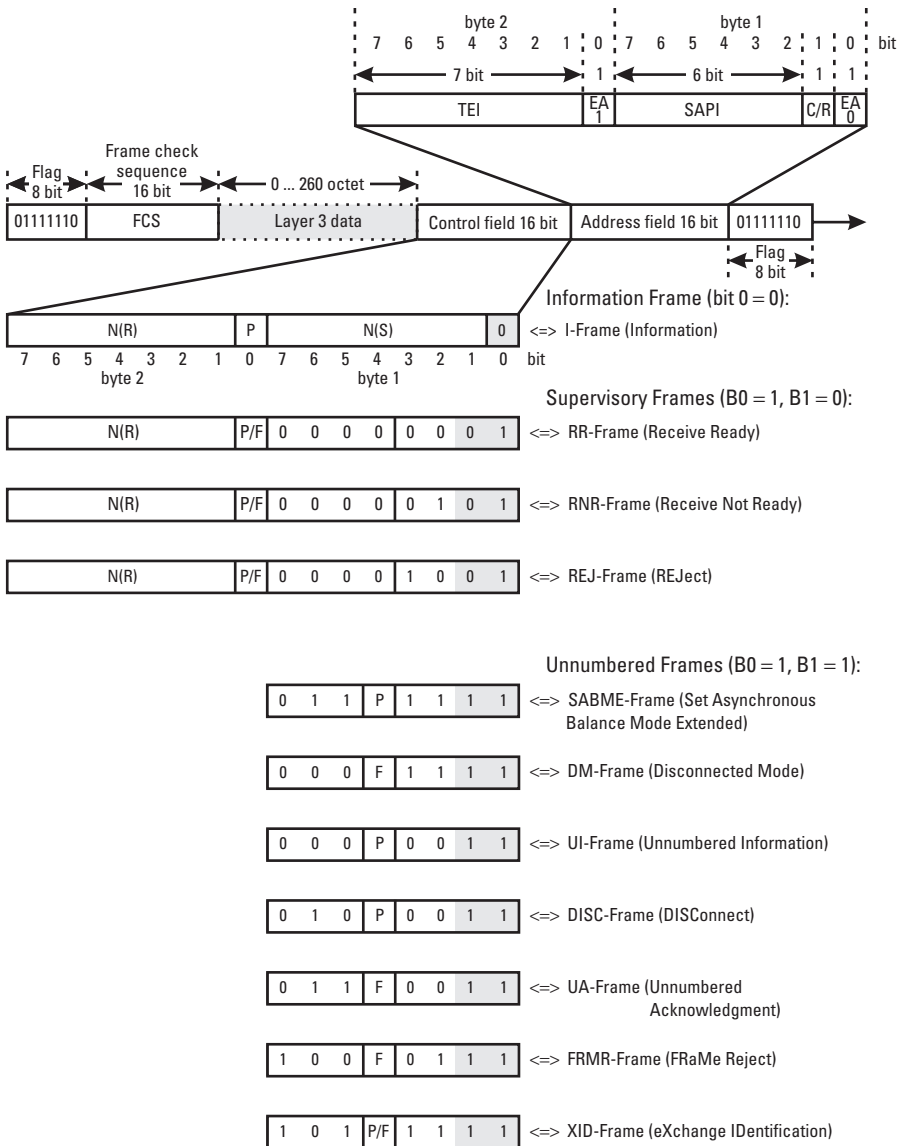 byte 2 byte 1
7 6 5 4 3 2 1 0 7 6 5 4 3 2 1 0 bit
7 bit 1 6 bit 1 1
TEI EA 1 SAPI C/R EA 0
Frame check
sequence
Flag
8 bit 16 bit 0 ... 260 octet
01111110 FCS Layer 3 data Control field 16 bit Address field 16 bit 01111110
Flag
8 bit
Information Frame (bit 0 = 0):
N(R) P N(S) 0 <=> I-Frame (Information)
7 6 5 4 3 2 1 0 7 6 5 4 3 2 1 0 bit
byte 2 byte 1
Supervisory Frames (B0 = 1, B1 = 0):
N(R) P/F 0 0 0 0 0 0 0 1 <=> RR-Frame (Receive Ready)
N(R) P/F 0 0 0 0 0 1 0 1 <=> RNR-Frame (Receive Not Ready)
N(R) P/F 0 0 0 0 1 0 0 1 <=> REJ-Frame (REJect)
Unnumbered Frames (B0 = 1, B1 = 1):
0 1 1 P 1 1 1 1 <=> SABME-Frame (Set Asynchronous
Balance Mode Extended)
0 0 0 F 1 1 1 1 <=> DM-Frame (Disconnected Mode)
0 0 0 P 0 0 1 1 <=> UI-Frame (Unnumbered Information)
0 1 0 P 0 0 1 1 <=> DISC-Frame (DISConnect)
0 1 1 F 0 0 1 1 <=> UA-Frame (Unnumbered
Acknowledgment)
1 0 0 F 0 1 1 1 <=> FRMR-Frame (FRaMe Reject)
1 0 1 P/F 1 1 1 1 <=> XID-Frame (eXchange IDentification)